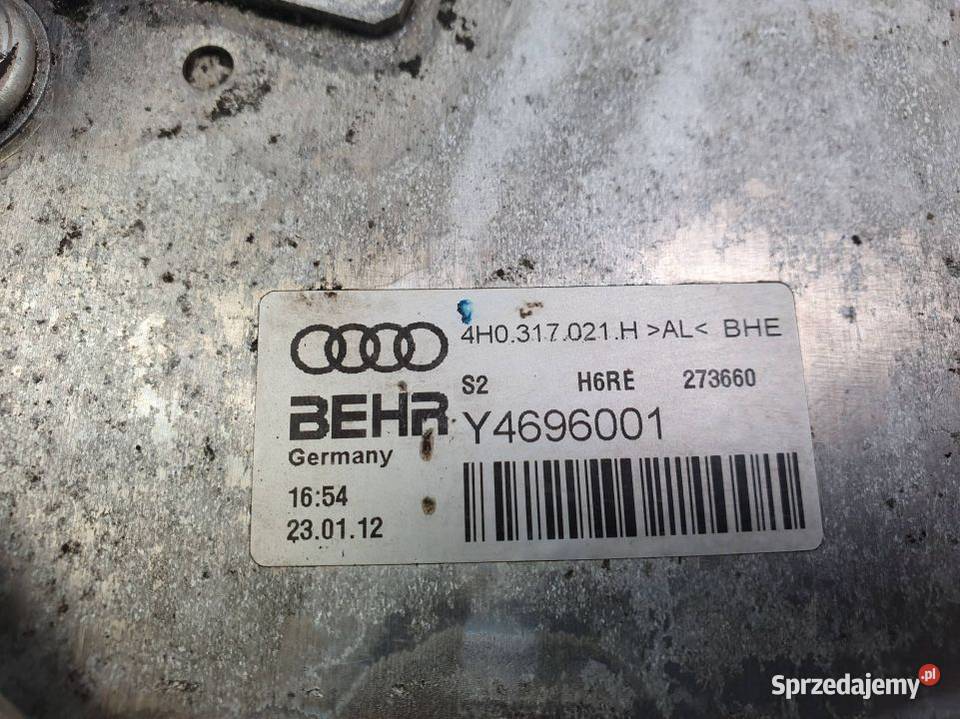 4H0.317.021.H >AL< BHE
S2 H6RE 273660
BEHR Y4696001
Germany
16:54
23.01.12
Sprzedajemy.pl